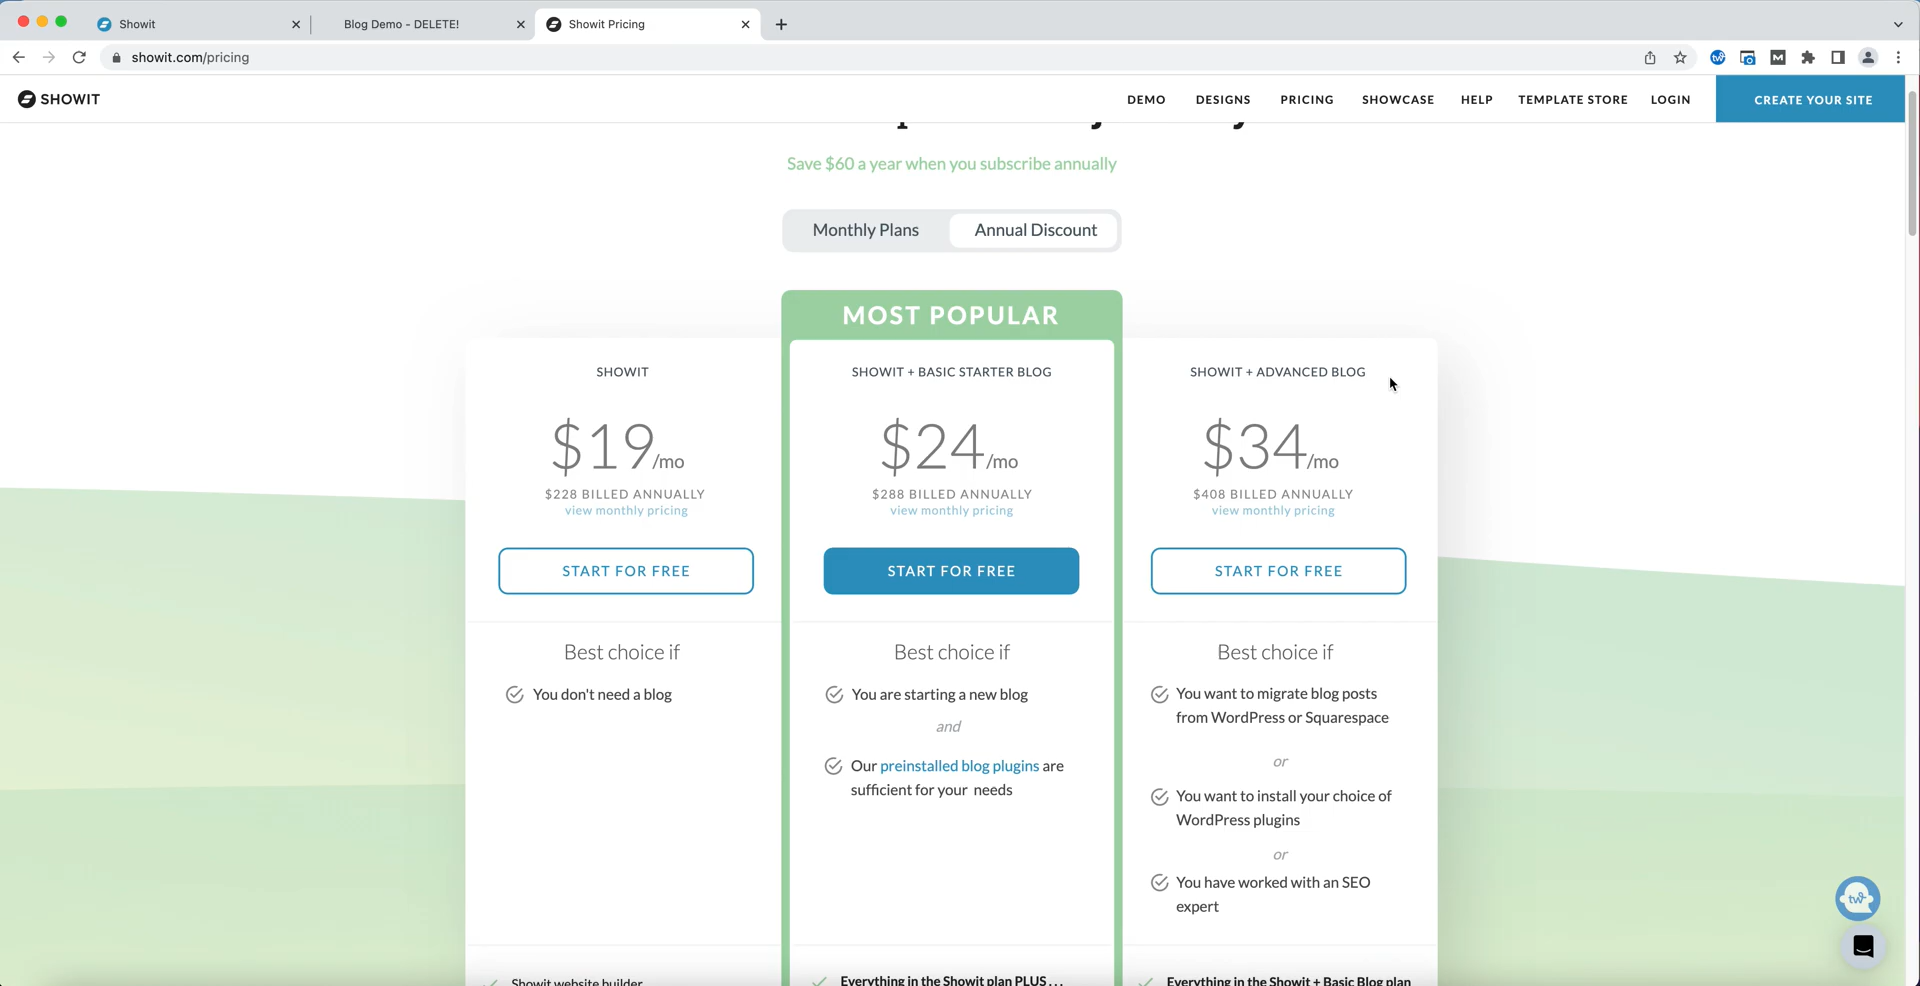 Showit
Blog Demo - DELETE!
Showit Pricing
showit.com/pricing
SHOWIT
DEMO
DESIGNS
PRICING
SHOWCASE
HELP
TEMPLATE STORE
LOGIN
CREATE YOUR SITE
Save $60 a year when you subscribe annually
Monthly Plans
Annual Discount
MOST POPULAR
SHOWIT
$19/mo
$228 BILLED ANNUALLY
view monthly pricing
START FOR FREE
Best choice if
You don't need a blog
Showit website builder
SHOWIT + BASIC STARTER BLOG
$24/mo
$288 BILLED ANNUALLY
view monthly pricing
START FOR FREE
Best choice if
You are starting a new blog
and
Our preinstalled blog plugins are
sufficient for your needs
Everything in the Showit plan PLUS...
SHOWIT + ADVANCED BLOG
$34/mo
$408 BILLED ANNUALLY
view monthly pricing
START FOR FREE
Best choice if
You want to migrate blog posts
from WordPress or Squarespace
or
You want to install your choice of
WordPress plugins
or
You have worked with an SEO
expert
Everything in the Showit + Basic Blog plan
tw